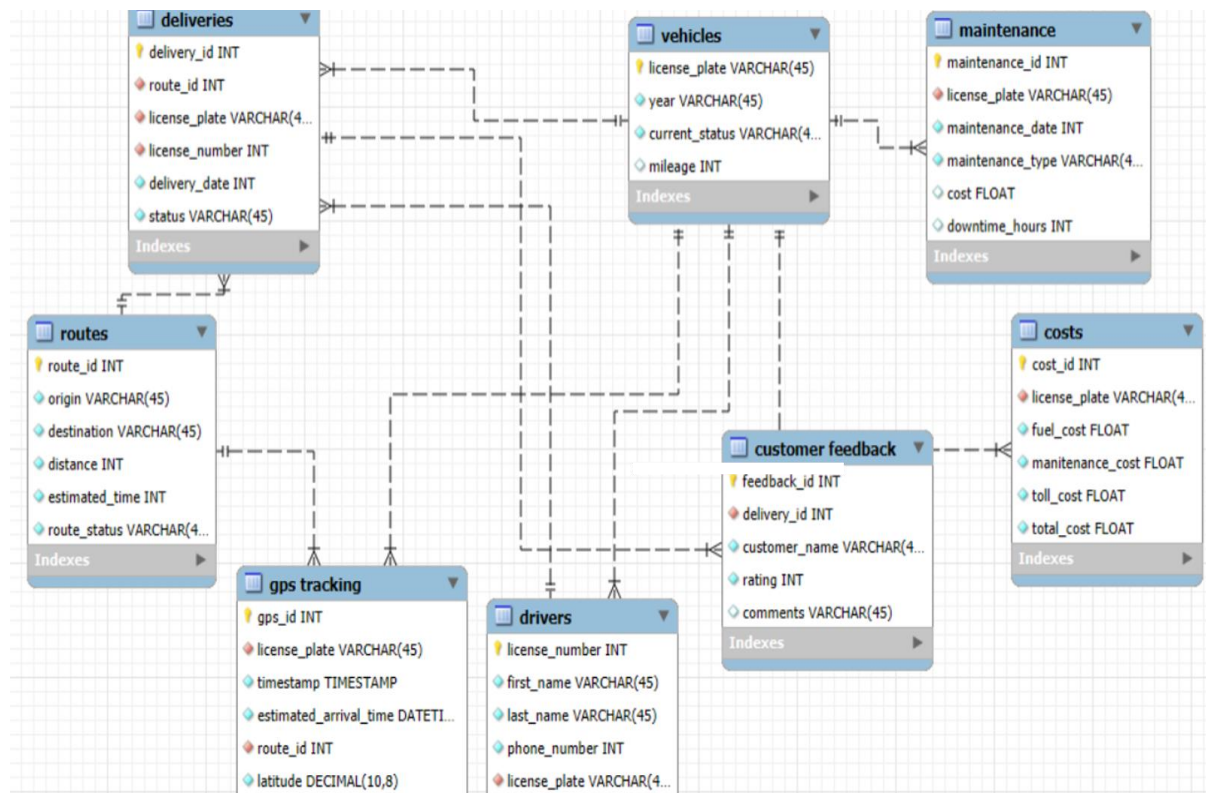 deliveries
delivery_id INT
route_id INT
license_plate VARCHAR(4...
license_number INT
delivery_date INT
status VARCHAR(45)
Indexes
vehicles
license_plate VARCHAR(45)
year VARCHAR(45)
current_status VARCHAR(4...
mileage INT
Indexes
maintenance
maintenance_id INT
license_plate VARCHAR(45)
maintenance_date INT
maintenance_type VARCHAR(4...
cost FLOAT
downtime_hours INT
Indexes
routes
route_id INT
origin VARCHAR(45)
destination VARCHAR(45)
distance INT
estimated_time INT
route_status VARCHAR(4...
Indexes
costs
cost_id INT
license_plate VARCHAR(4...
fuel_cost FLOAT
manitenance_cost FLOAT
toll_cost FLOAT
total_cost FLOAT
Indexes
customer feedback
feedback_id INT
delivery_id INT
customer_name VARCHAR(4...
rating INT
comments VARCHAR(45)
Indexes
gps tracking
gps_id INT
license_plate VARCHAR(45)
timestamp TIMESTAMP
estimated_arrival_time DATETI...
route_id INT
latitude DECIMAL(10,8)
drivers
license_number INT
first_name VARCHAR(45)
last_name VARCHAR(45)
phone_number INT
license_plate VARCHAR(4...